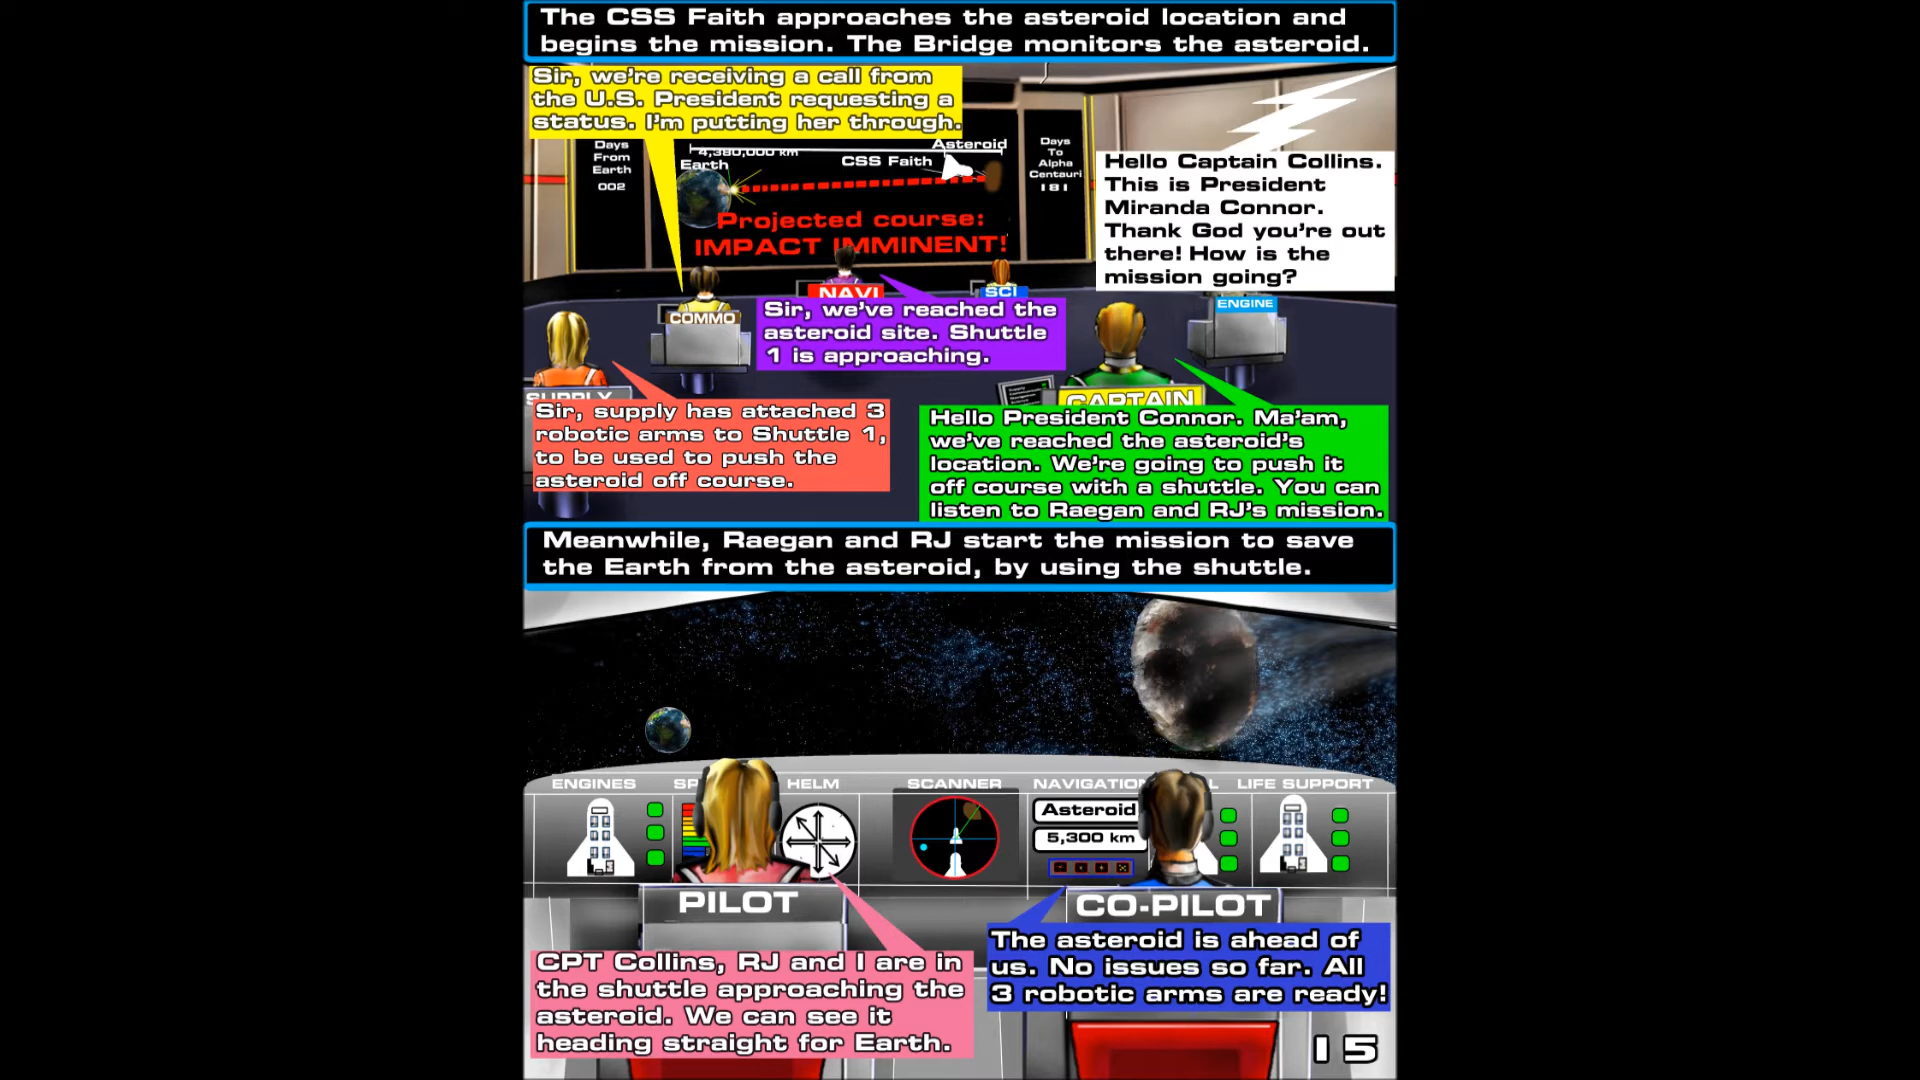 The CSS Faith approaches the asteroid location and
begins the mission. The Bridge monitors the asteroid.
Sir, we're receiving a call from
the U.S. President requesting a
status. I'm putting her through.
Days
From
Earth
002
4,380,000 km
Earth
CSS Faith
Asteroid
Projected course:
IMPACT IMMINENT!
Days
To
Alpha
Centauri
181
Hello Captain Collins.
This is President
Miranda Connor.
Thank God you're out
there! How is the
mission going?
COMMO
NAVI
SCI
ENGINE
Sir, we've reached the
asteroid site. Shuttle
1 is approaching.
SUPPLY
Sir, supply has attached 3
robotic arms to Shuttle 1,
to be used to push the
asteroid off course.
CAPTAIN
Hello President Connor. Ma'am,
we've reached the asteroid's
location. We're going to push it
off course with a shuttle. You can
listen to Raegan and RJ's mission.
Meanwhile, Raegan and RJ start the mission to save
the Earth from the asteroid, by using the shuttle.
ENGINES
HELM
SCANNER
NAVIGATION
LIFE SUPPORT
Asteroid
5,300 km
PILOT
CO-PILOT
CPT Collins, RJ and I are in
the shuttle approaching the
asteroid. We can see it
heading straight for Earth.
The asteroid is ahead of
us. No issues so far. All
3 robotic arms are ready!
15